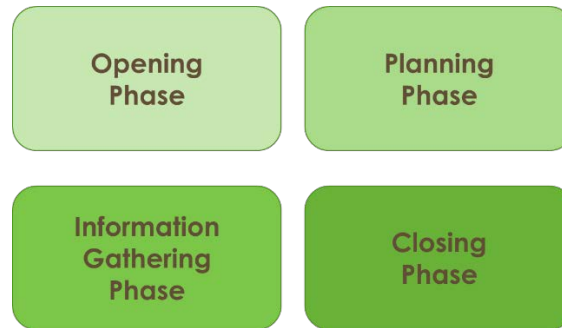 Opening
Phase
Planning
Phase
Information
Gathering
Phase
Closing
Phase